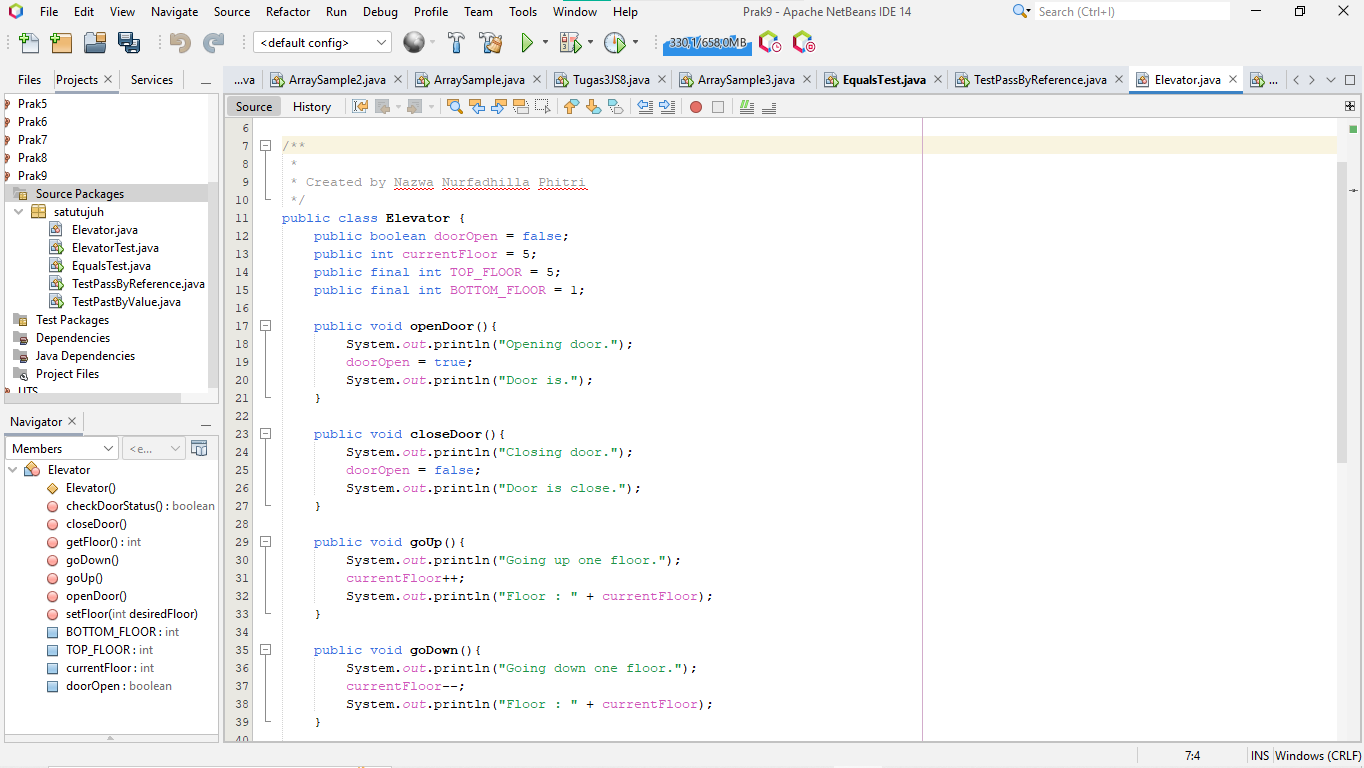 File Edit View Navigate Source Refactor Run Debug Profile Team Tools Window Help Prak9 - Apache NetBeans IDE 14 Search (Ctrl+I)
<default config> 330,1/658,0MB
Files Projects Services ...va ArraySample2.java ArraySample.java Tugas3JS8.java ArraySample3.java EqualsTest.java TestPassByReference.java Elevator.java ...
Source History
Prak5
Prak6
Prak7
Prak8
Prak9
Source Packages
satutujuh
Elevator.java
ElevatorTest.java
EqualsTest.java
TestPassByReference.java
TestPastByValue.java
Test Packages
Dependencies
Java Dependencies
Project Files
UTS
Navigator
Members <e...
Elevator
Elevator()
checkDoorStatus() : boolean
closeDoor()
getFloor() : int
goDown()
goUp()
openDoor()
setFloor(int desiredFloor)
BOTTOM_FLOOR : int
TOP_FLOOR : int
currentFloor : int
doorOpen : boolean
6
7 /**
8 *
9 * Created by Nazwa Nurfadhilla Phitri
10 */
11 public class Elevator {
12 public boolean doorOpen = false;
13 public int currentFloor = 5;
14 public final int TOP_FLOOR = 5;
15 public final int BOTTOM_FLOOR = 1;
16
17 public void openDoor(){
18 System.out.println("Opening door.");
19 doorOpen = true;
20 System.out.println("Door is.");
21 }
22
23 public void closeDoor(){
24 System.out.println("Closing door.");
25 doorOpen = false;
26 System.out.println("Door is close.");
27 }
28
29 public void goUp(){
30 System.out.println("Going up one floor.");
31 currentFloor++;
32 System.out.println("Floor : " + currentFloor);
33 }
34
35 public void goDown(){
36 System.out.println("Going down one floor.");
37 currentFloor--;
38 System.out.println("Floor : " + currentFloor);
39 }
40
7:4 INS Windows (CRLF)